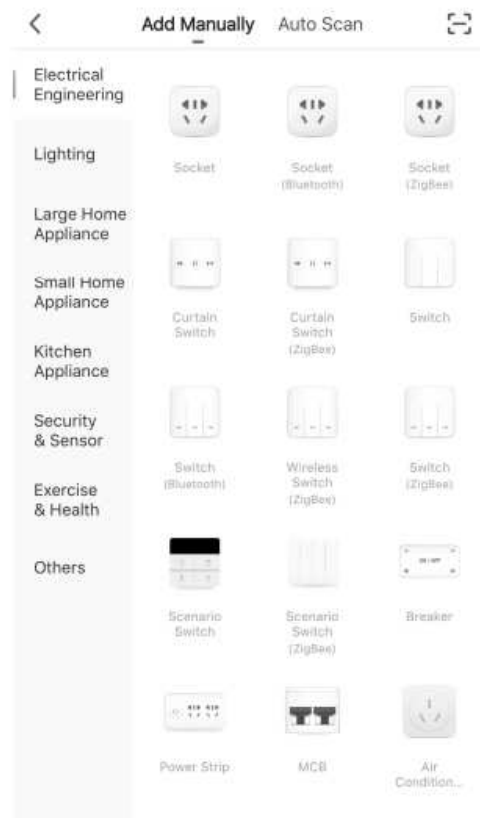 Add Manually Auto Scan
Electrical
Engineering
Lighting
Large Home
Appliance
Small Home
Appliance
Kitchen
Appliance
Security
& Sensor
Exercise
& Health
Others
Socket
Socket
(Bluetooth)
Socket
(ZigBee)
Curtain
Switch
Curtain
Switch
(ZigBee)
Switch
Switch
(Bluetooth)
Wireless
Switch
(ZigBee)
Switch
(ZigBee)
Scenario
Switch
Scenario
Switch
(ZigBee)
ON / OFF
Breaker
Power Strip
MCB
Air
Condition...